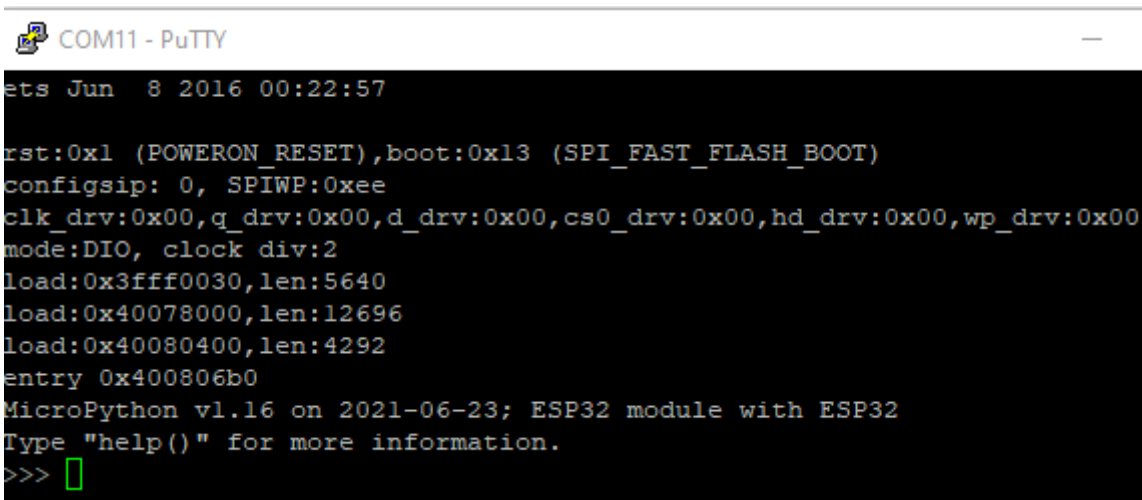 COM11 - PuTTY
ets Jun  8 2016 00:22:57
rst:0x1 (POWERON_RESET),boot:0x13 (SPI_FAST_FLASH_BOOT)
configsip: 0, SPIWP:0xee
clk_drv:0x00,q_drv:0x00,d_drv:0x00,cs0_drv:0x00,hd_drv:0x00,wp_drv:0x00
mode:DIO, clock div:2
load:0x3fff0030,len:5640
load:0x40078000,len:12696
load:0x40080400,len:4292
entry 0x400806b0
MicroPython v1.16 on 2021-06-23; ESP32 module with ESP32
Type "help()" for more information.
>>>